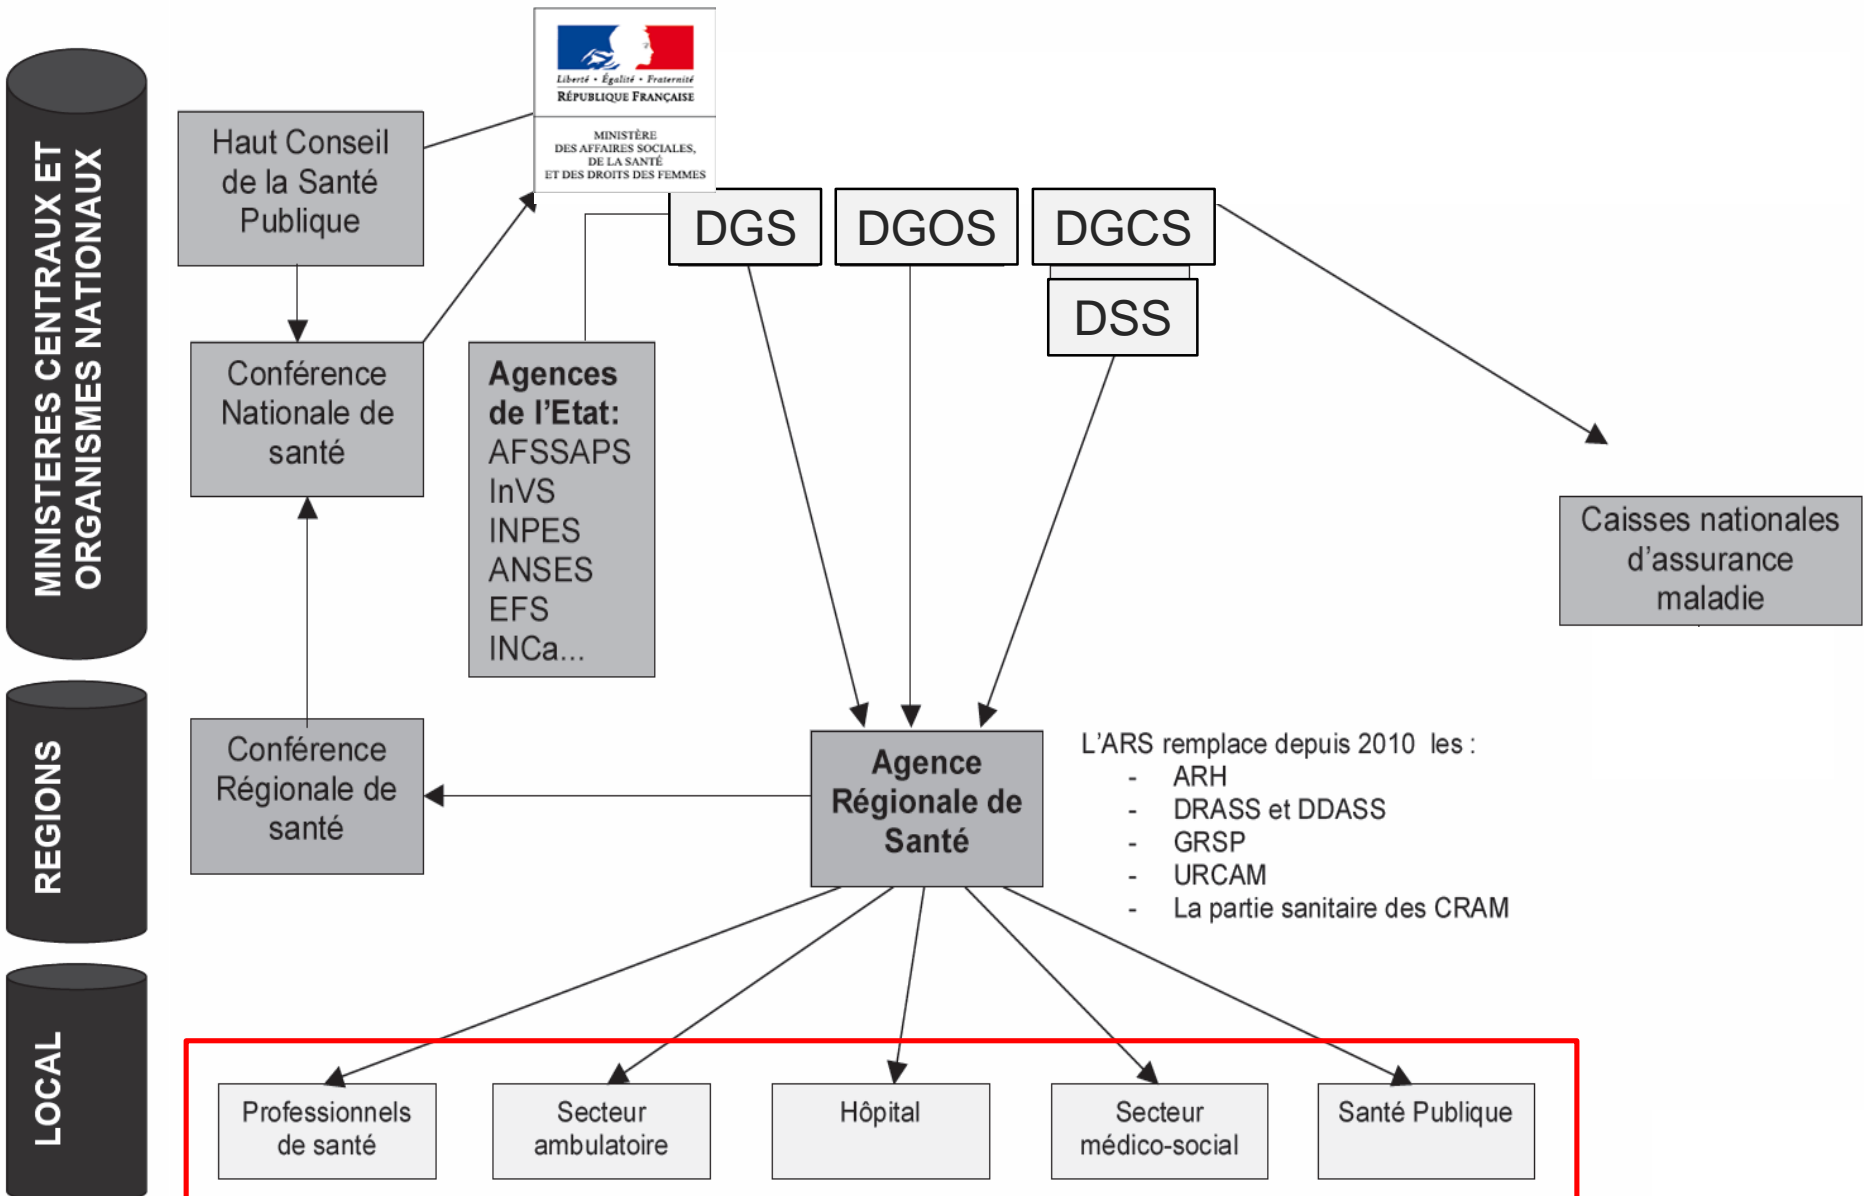 MINISTERES CENTRAUX ET
ORGANISMES NATIONAUX
Liberté • Égalité • Fraternité
RÉPUBLIQUE FRANÇAISE
MINISTÈRE
DES AFFAIRES SOCIALES,
DE LA SANTÉ
ET DES DROITS DES FEMMES
Haut Conseil
de la Santé
Publique
DGS
DGOS
DGCS
DSS
Conférence
Nationale de
santé
Agences
de l'Etat:
AFSSAPS
InVS
INPES
ANSES
EFS
INCa...
Caisses nationales
d'assurance
maladie
REGIONS
Conférence
Régionale de
santé
Agence
Régionale de
Santé
L'ARS remplace depuis 2010 les :
- ARH
- DRASS et DDASS
- GRSP
- URCAM
- La partie sanitaire des CRAM
LOCAL
Professionnels
de santé
Secteur
ambulatoire
Hôpital
Secteur
médico-social
Santé Publique